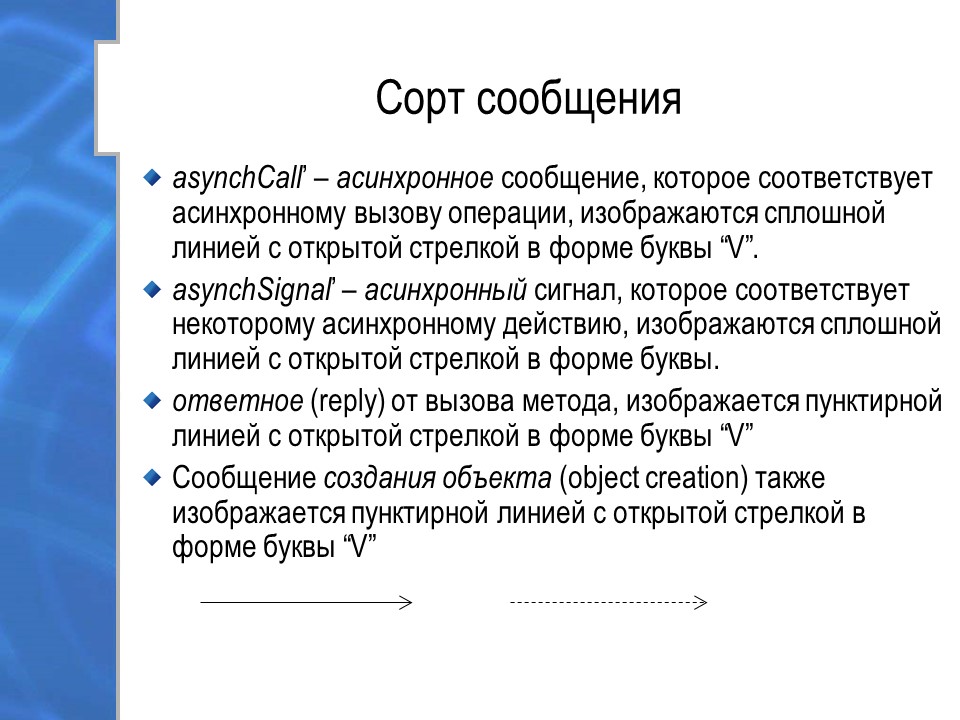 Сорт сообщения
asynchCall’ – асинхронное сообщение, которое соответствует
асинхронному вызову операции, изображаются сплошной
линией с открытой стрелкой в форме буквы “V”.
asynchSignal’ – асинхронный сигнал, которое соответствует
некоторому асинхронному действию, изображаются сплошной
линией с открытой стрелкой в форме буквы.
ответное (reply) от вызова метода, изображается пунктирной
линией с открытой стрелкой в форме буквы “V”
Сообщение создания объекта (object creation) также
изображается пунктирной линией с открытой стрелкой в
форме буквы “V”